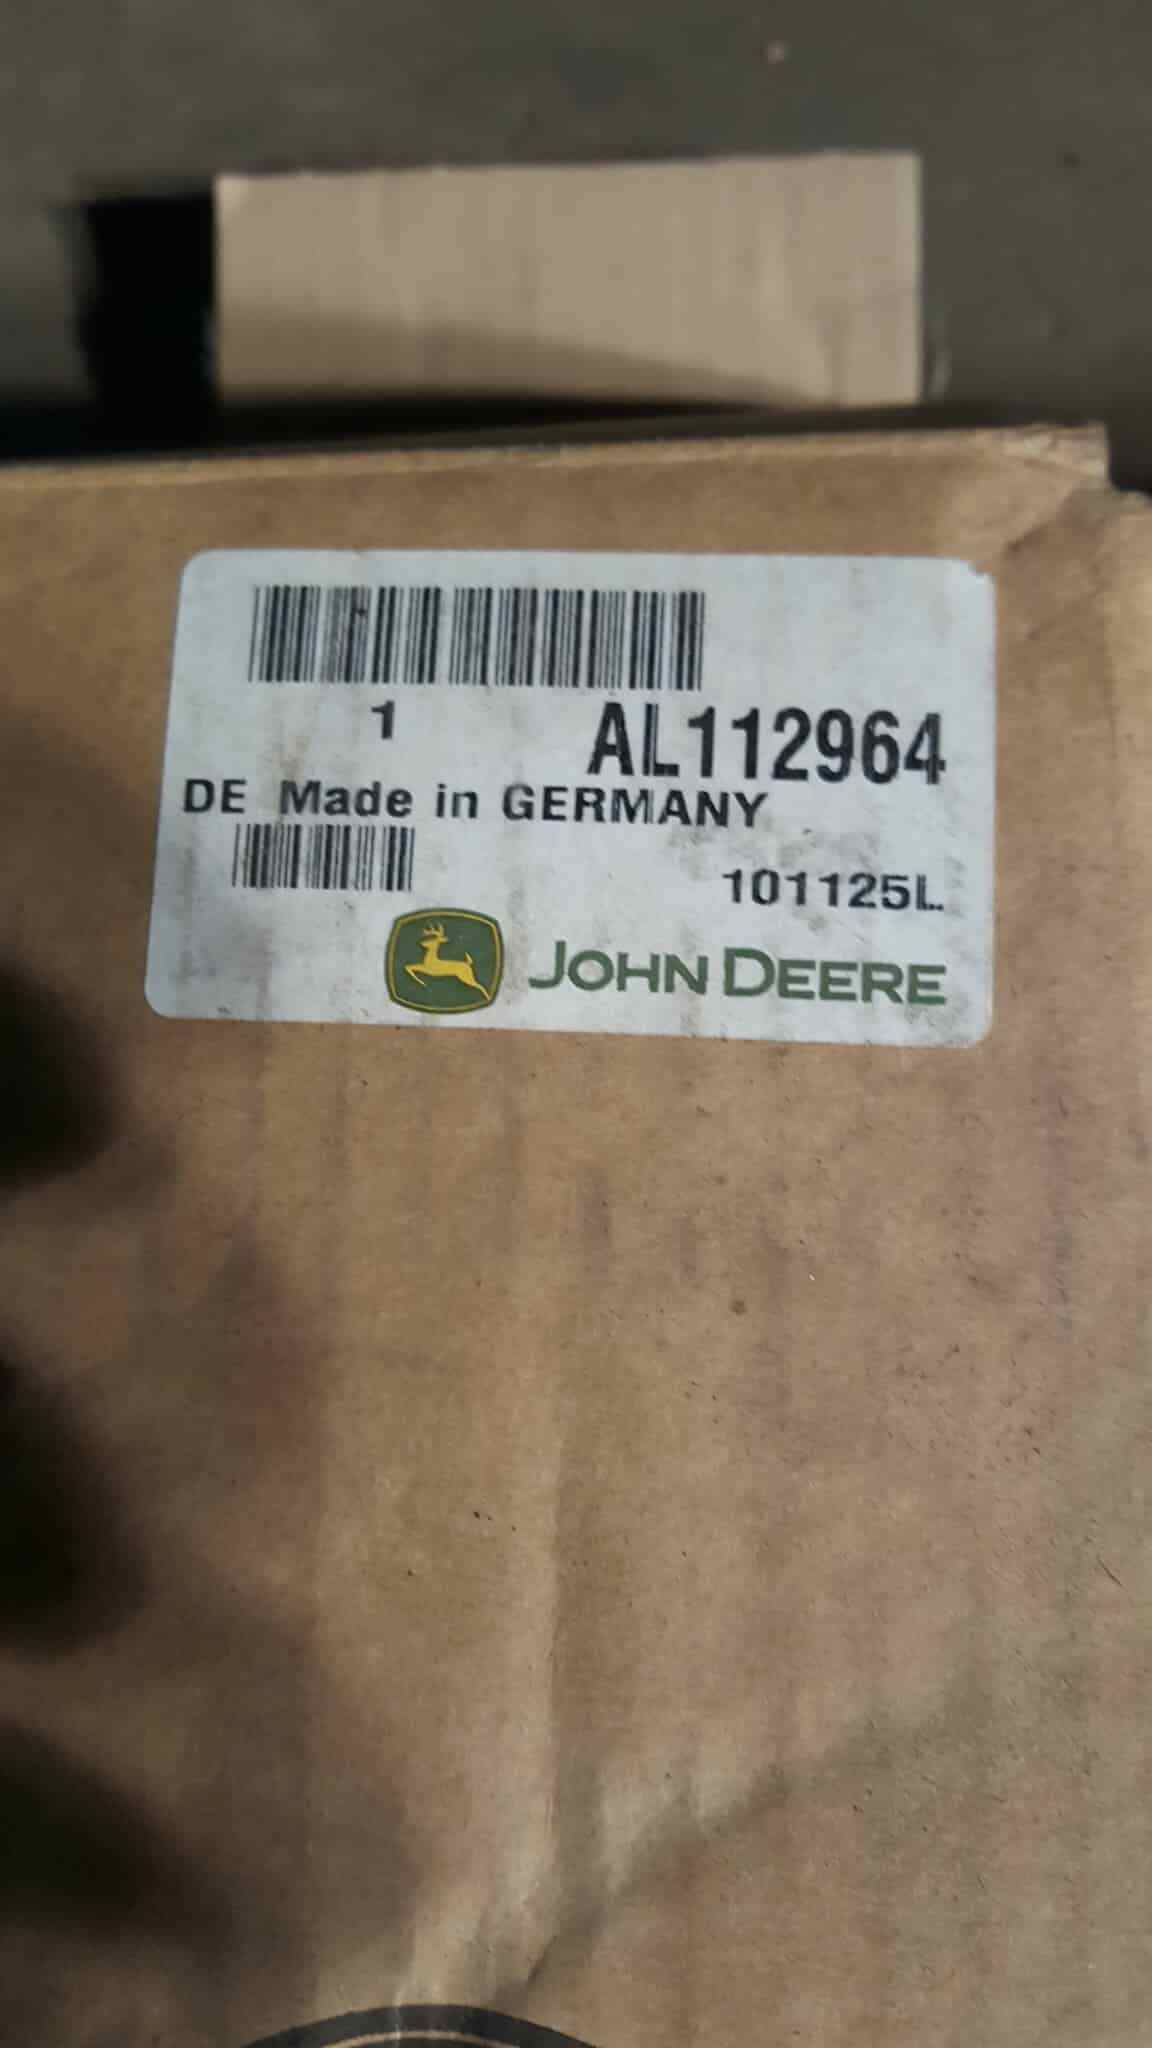 1 AL112964
DE Made in GERMANY
101125L
JOHN DEERE